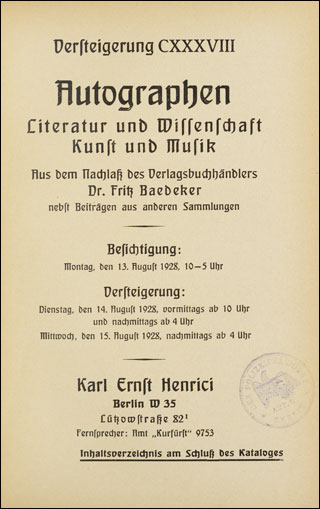 Verſteigerung CXXXVIII
Autographen
Literatur und Wiſſenſchaft
Kunſt und Muſik
Aus dem Nachlaß des Verlagsbuchhändlers
Dr. Fritz Baedeker
nebſt Beiträgen aus anderen Sammlungen
Beſichtigung:
Montag, den 13. Auguſt 1928, 10–5 Uhr
Verſteigerung:
Dienstag, den 14. Auguſt 1928, vormittags ab 10 Uhr
und nachmittags ab 4 Uhr
Mittwoch, den 15. Auguſt 1928, nachmittags ab 4 Uhr
Karl Ernſt Henrici
Berlin W 35
Lützowſtraße 82¹
Fernſprecher: Amt „Kurfürſt" 9753
Inhaltsverzeichnis am Schluß des Kataloges